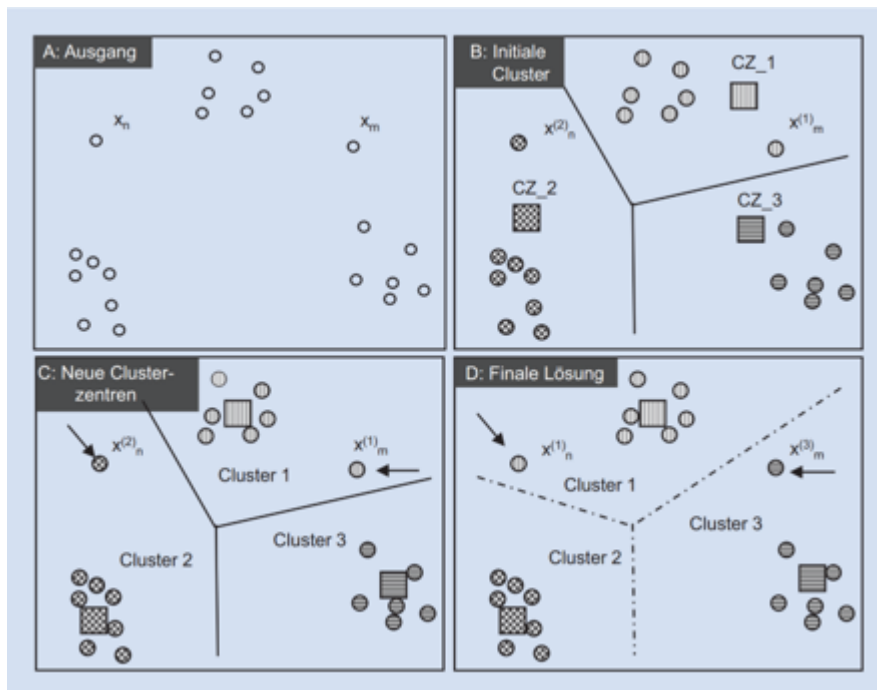 A: Ausgang
xₙ
xₘ
B: Initiale
Cluster
CZ_1
x⁽²⁾ₙ
x⁽¹⁾ₘ
CZ_2
CZ_3
C: Neue Cluster-
zentren
x⁽²⁾ₙ
x⁽¹⁾ₘ
Cluster 1
Cluster 2
Cluster 3
D: Finale Lösung
x⁽¹⁾ₙ
x⁽³⁾ₘ
Cluster 1
Cluster 3
Cluster 2